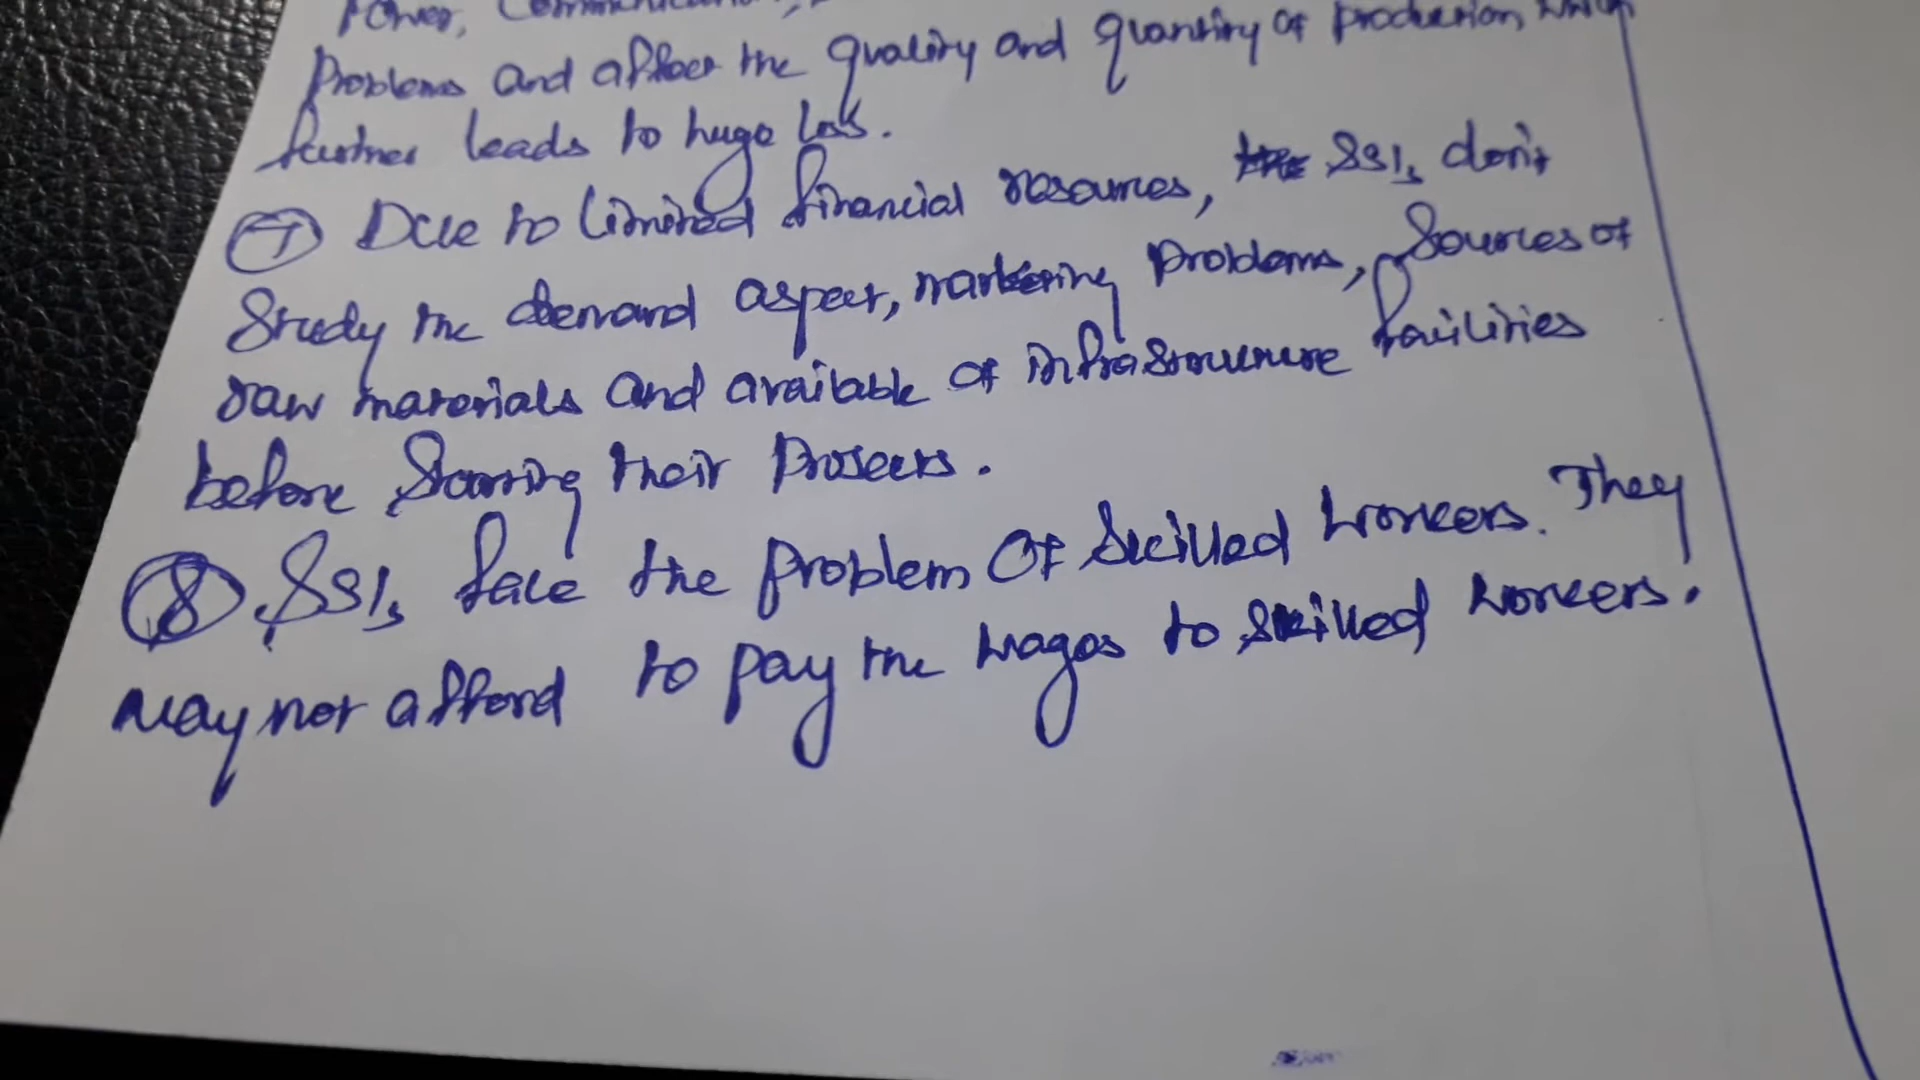 Power, Communication,
Problems and affect the quality and quantity of production, which
further leads to huge loss.
⑦ Due to limited financial resources, the SSIs don't
Study the demand aspect, marketing problems, Sources of
raw materials and available of infrastructure facilities
before Starting their Projects.
⑧ SSIs face the problem Of Skilled workers. They
may not afford to pay the wages to skilled workers.